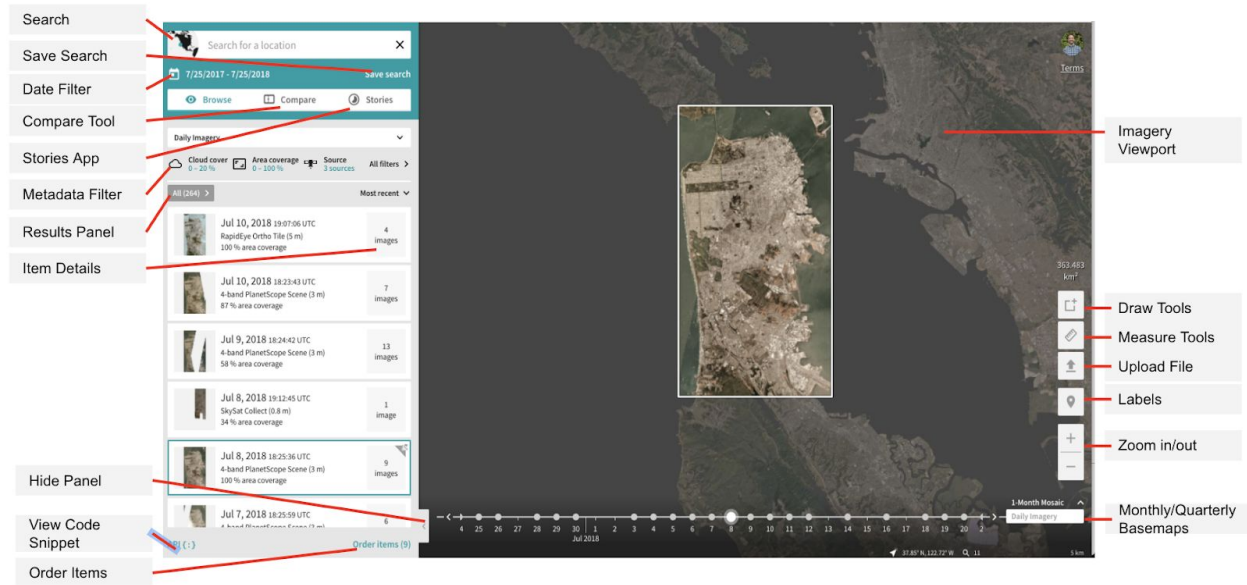 Search
Save Search
Date Filter
Compare Tool
Stories App
Metadata Filter
Results Panel
Item Details
Hide Panel
View Code
Snippet
Order Items
Search for a location
7/25/2017 - 7/25/2018
Save search
Browse
Compare
Stories
Daily Imagery
Cloud cover
0 – 20 %
Area coverage
0 – 100 %
Source
3 sources
All filters
All (264)
Most recent
Jul 10, 2018 19:07:06 UTC
RapidEye Ortho Tile (5 m)
100 % area coverage
4
images
Jul 10, 2018 18:23:43 UTC
4-band PlanetScope Scene (3 m)
87 % area coverage
7
images
Jul 9, 2018 18:24:42 UTC
4-band PlanetScope Scene (3 m)
58 % area coverage
13
images
Jul 8, 2018 19:12:45 UTC
SkySat Collect (0.8 m)
34 % area coverage
1
image
Jul 8, 2018 18:25:36 UTC
4-band PlanetScope Scene (3 m)
100 % area coverage
9
images
Jul 7, 2018 18:25:59 UTC
4-band PlanetScope Scene (3 m)
6
{:}
Order items (9)
Terms
363.483
km²
1-Month Mosaic
Daily Imagery
4 25 26 27 28 29 30 1 2 3 4 5 6 7 8 9 10 11 12 13 14 15 16 17 18 19 20 2
Jul 2018
37.85° N, 122.72° W
11
5 km
Imagery
Viewport
Draw Tools
Measure Tools
Upload File
Labels
Zoom in/out
Monthly/Quarterly
Basemaps